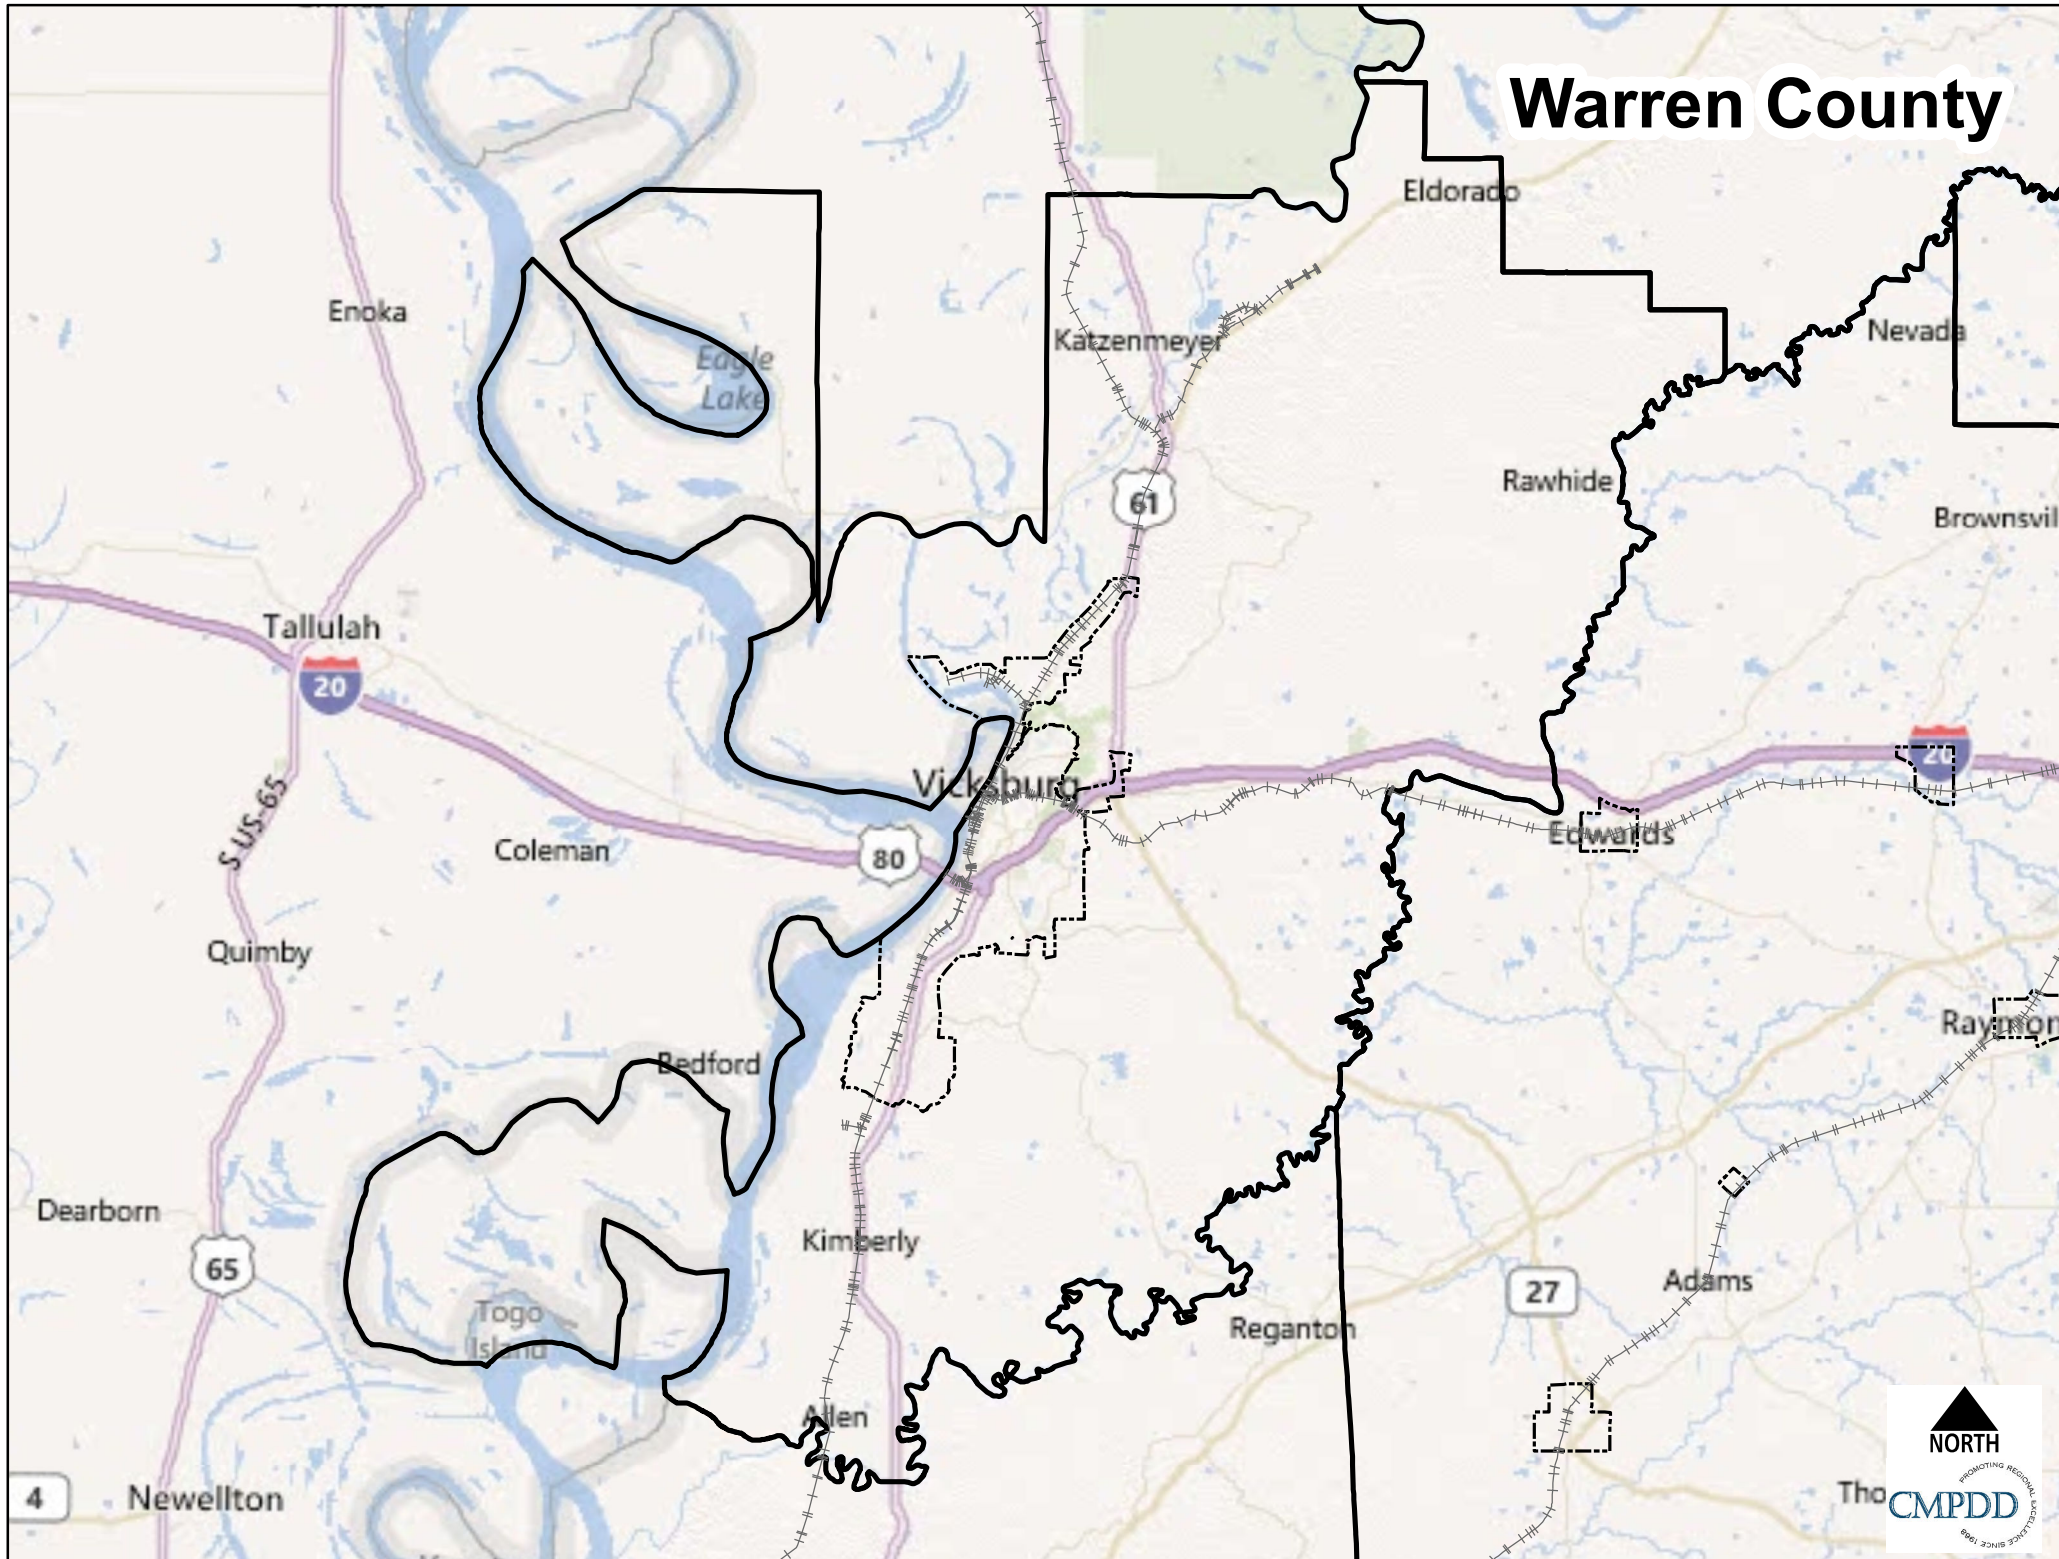 Warren County
Eldorado
Enoka
Katzenmeyer
Nevada
Eagle
Lake
Rawhide
61
Brownsvil
Tallulah
20
20
Vicksburg
S US-65
Coleman
80
Edwards
Quimby
Raymon
Bedford
Dearborn
Kimberly
65
27
Adams
Togo
Island
Reganton
Allen
NORTH
4
Newellton
Tho
CMPDD
PROMOTING REGIONAL EXCELLENCE SINCE 1968